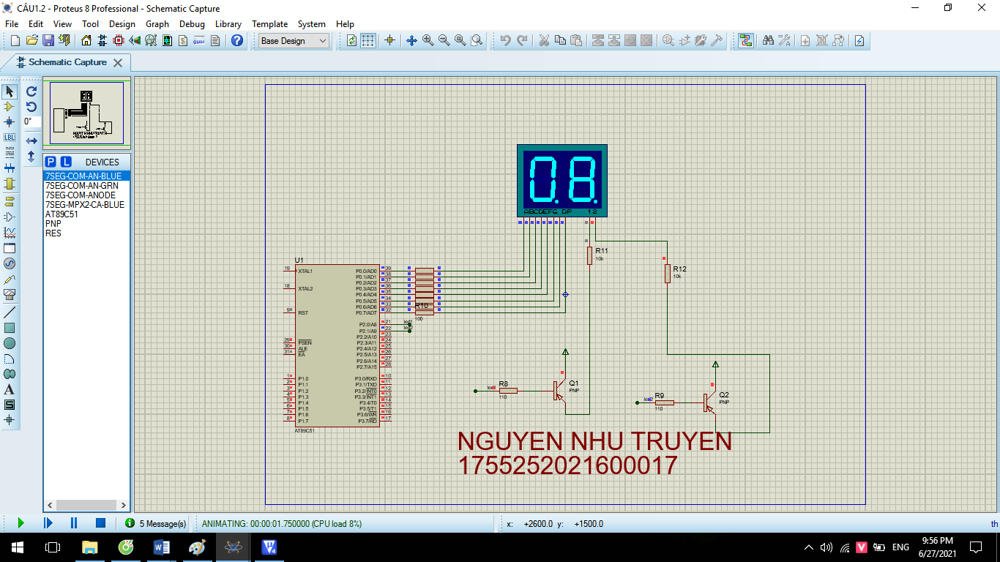 CÂU1.2 - Proteus 8 Professional - Schematic Capture
File Edit View Tool Design Graph Debug Library Template System Help
Base Design
Schematic Capture
0°
LBL
P L DEVICES
7SEG-COM-AN-BLUE
7SEG-COM-AN-GRN
7SEG-COM-ANODE
7SEG-MPX2-CA-BLUE
AT89C51
PNP
RES
A
S
0.8.
ABCDEFG DP 12
R11
10k
R12
10k
U1
19 XTAL1
18 XTAL2
9 RST
29 PSEN
30 ALE
31 EA
1 P1.0
2 P1.1
3 P1.2
4 P1.3
5 P1.4
6 P1.5
7 P1.6
8 P1.7
P0.0/AD0 39
P0.1/AD1 38
P0.2/AD2 37
P0.3/AD3 36
P0.4/AD4 35
P0.5/AD5 34
P0.6/AD6 33
P0.7/AD7 32
P2.0/A8 21
P2.1/A9 22
P2.2/A10 23
P2.3/A11 24
P2.4/A12 25
P2.5/A13 26
P2.6/A14 27
P2.7/A15 28
P3.0/RXD 10
P3.1/TXD 11
P3.2/INT0 12
P3.3/INT1 13
P3.4/T0 14
P3.5/T1 15
P3.6/WR 16
P3.7/RD 17
AT89C51
R10
100
led1
led2
led1
R8
110
Q1
PNP
led2
R9
110
Q2
PNP
NGUYEN NHU TRUYEN
1755252021600017
5 Message(s)
ANIMATING: 00:00:01.750000 (CPU load 8%)
x: +2600.0 y: +1500.0
th
ENG
9:56 PM
6/27/2021